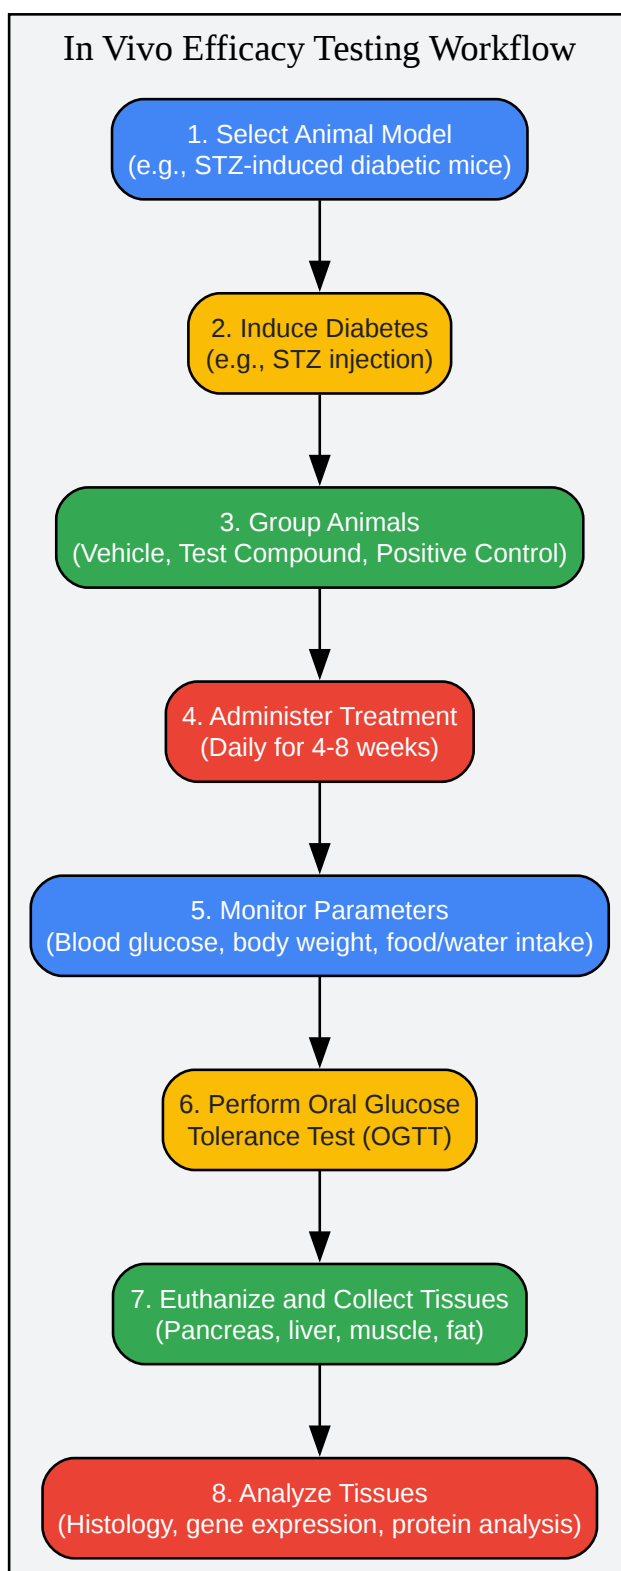 In Vivo Efficacy Testing Workflow
1. Select Animal Model
(e.g., STZ-induced diabetic mice)
2. Induce Diabetes
(e.g., STZ injection)
3. Group Animals
(Vehicle, Test Compound, Positive Control)
4. Administer Treatment
(Daily for 4-8 weeks)
5. Monitor Parameters
(Blood glucose, body weight, food/water intake)
6. Perform Oral Glucose
Tolerance Test (OGTT)
7. Euthanize and Collect Tissues
(Pancreas, liver, muscle, fat)
8. Analyze Tissues
(Histology, gene expression, protein analysis)